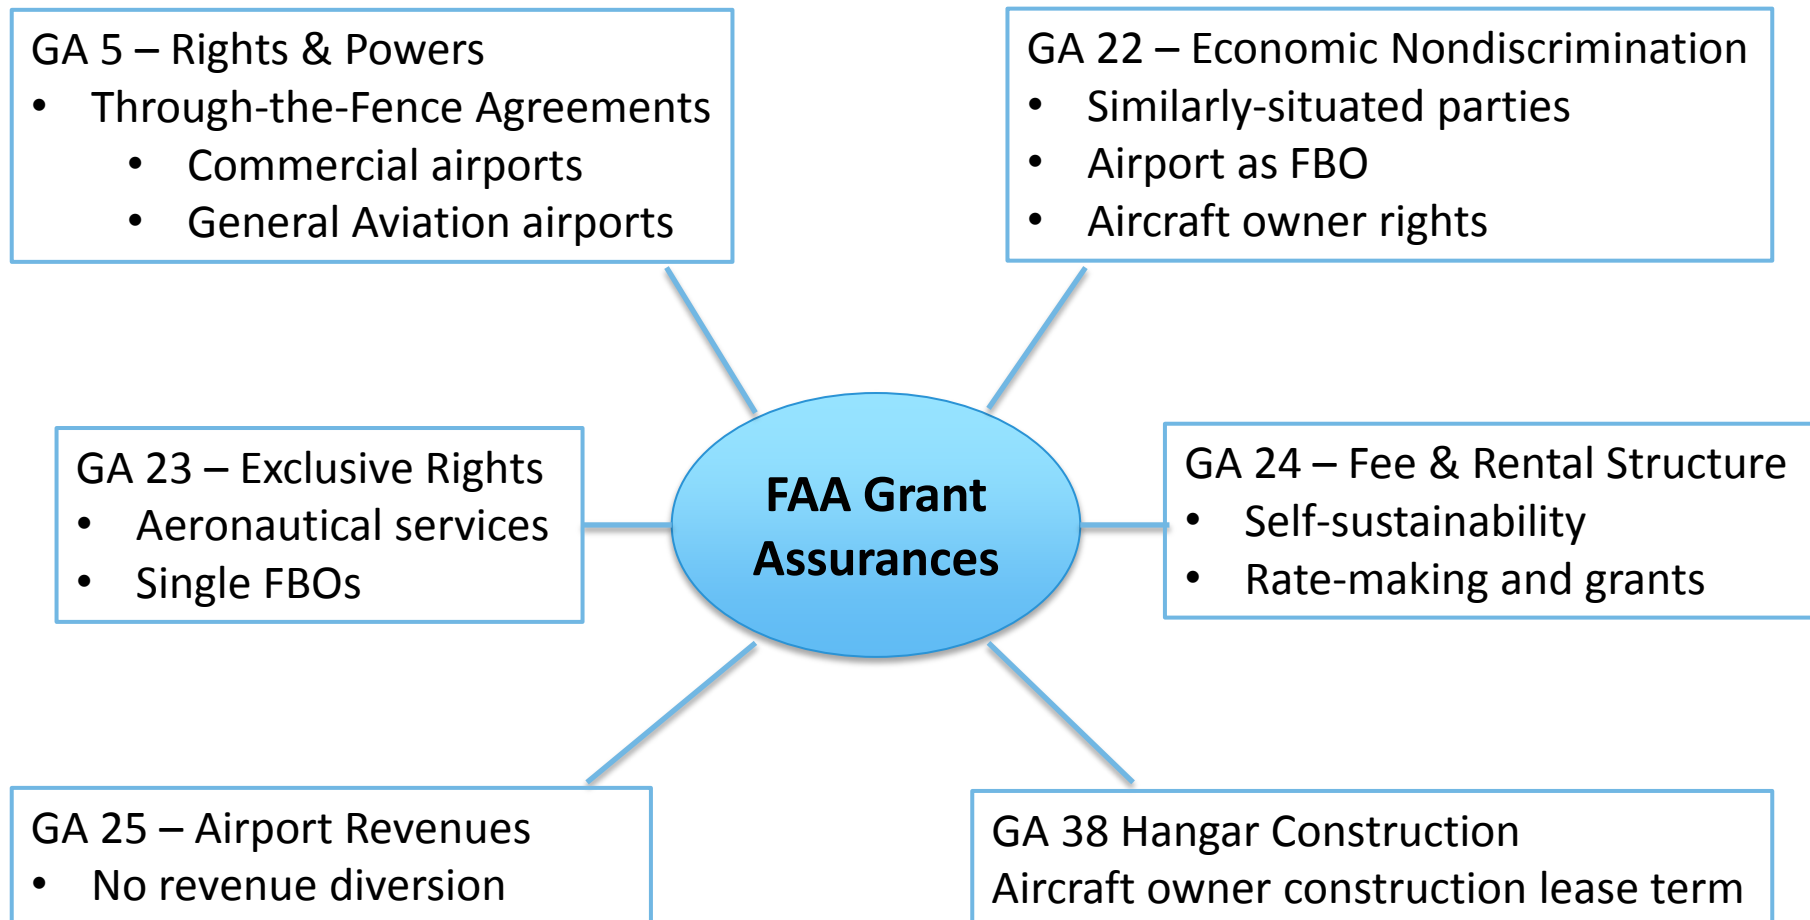 GA 5 – Rights & Powers
• Through-the-Fence Agreements
• Commercial airports
• General Aviation airports
GA 22 – Economic Nondiscrimination
• Similarly-situated parties
• Airport as FBO
• Aircraft owner rights
GA 23 – Exclusive Rights
• Aeronautical services
• Single FBOs
FAA Grant
Assurances
GA 24 – Fee & Rental Structure
• Self-sustainability
• Rate-making and grants
GA 25 – Airport Revenues
• No revenue diversion
GA 38 Hangar Construction
Aircraft owner construction lease term